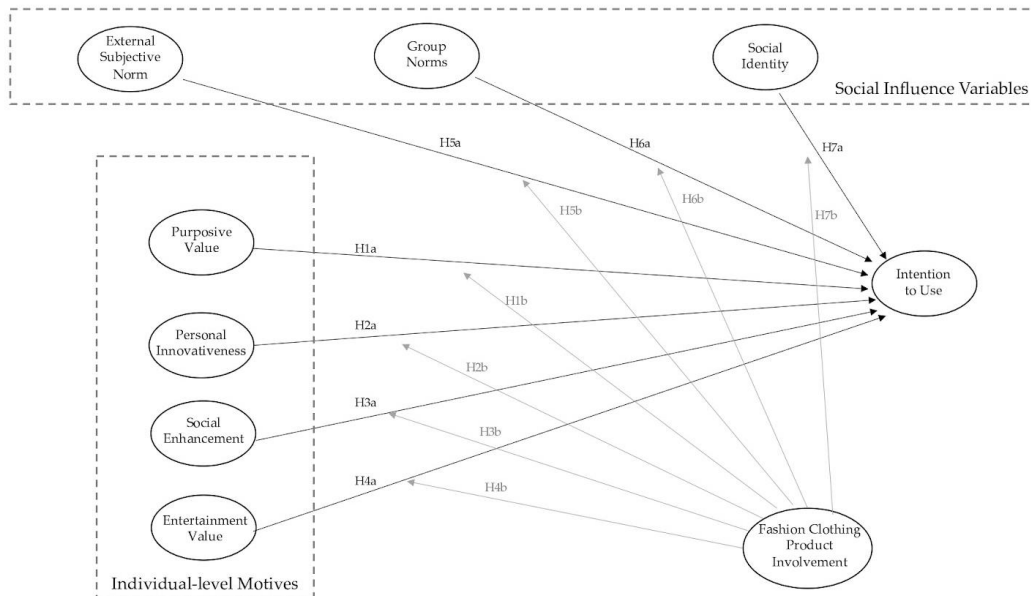 External
Subjective
Norm
Group
Norms
Social
Identity
Social Influence Variables
H5a
H6a
H7a
H5b
H6b
H7b
Purposive
Value
H1a
H1b
Intention
to Use
Personal
Innovativeness
H2a
H2b
Social
Enhancement
H3a
H3b
Entertainment
Value
H4a
H4b
Fashion Clothing
Product
Involvement
Individual-level Motives